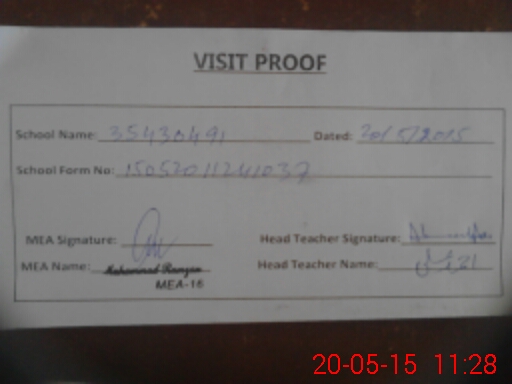 VISIT PROOF
School Name: 35430491 Dated: 20/5/2015
School Form No: 15052011241037
MEA Signature: Head Teacher Signature:
MEA Name: Muhammad Ramzan Head Teacher Name:
MEA-16
20-05-15 11:28